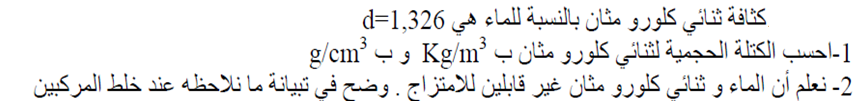 كثافة ثنائي كلورو مثان بالنسبة للماء هي d=1,326
1-احسب الكتلة الحجمية لثنائي كلورو مثان ب Kg/m³ و ب g/cm³
2- نعلم أن الماء و ثنائي كلورو مثان غير قابلين للامتزاج . وضح في تبيانة ما نلاحظه عند خلط المركبين